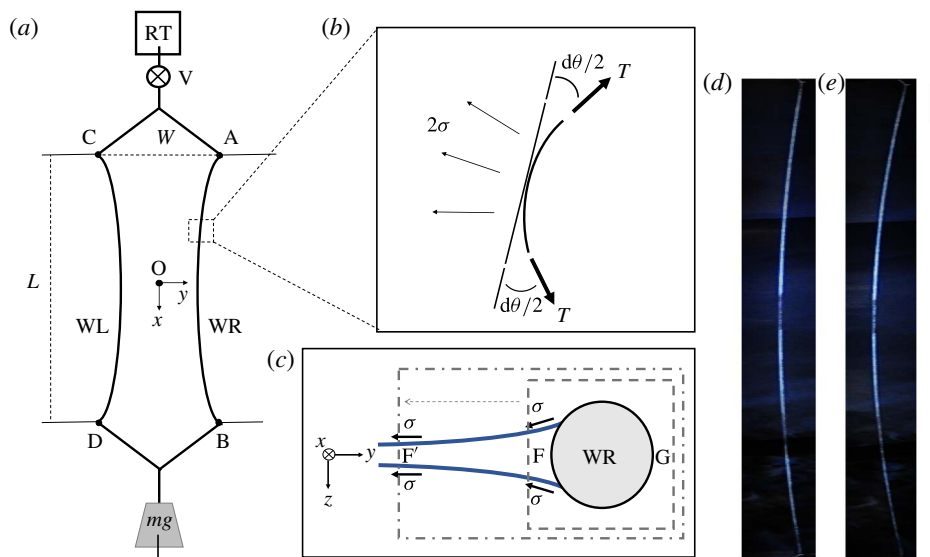 (a)
RT
V
C
W
A
L
O
y
x
WL
WR
D
B
mg
(b)
dθ/2
T
2σ
dθ/2
T
(c)
σ
σ
x
y
F′
F
WR
G
z
σ
σ
(d)
(e)